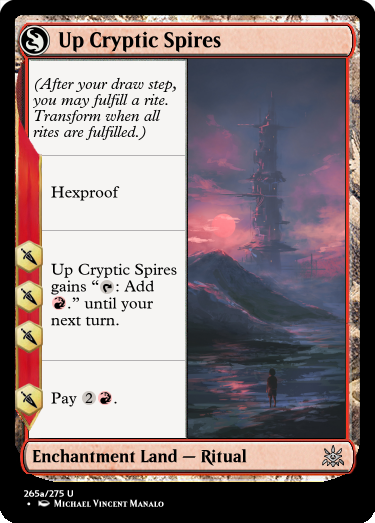 Up Cryptic Spires
(After your draw step,
you may fulfill a rite.
Transform when all
rites are fulfilled.)
Hexproof
Up Cryptic Spires
gains “: Add
.” until your
next turn.
Pay 2.
Enchantment Land — Ritual
265a/275 U
• Michael Vincent Manalo